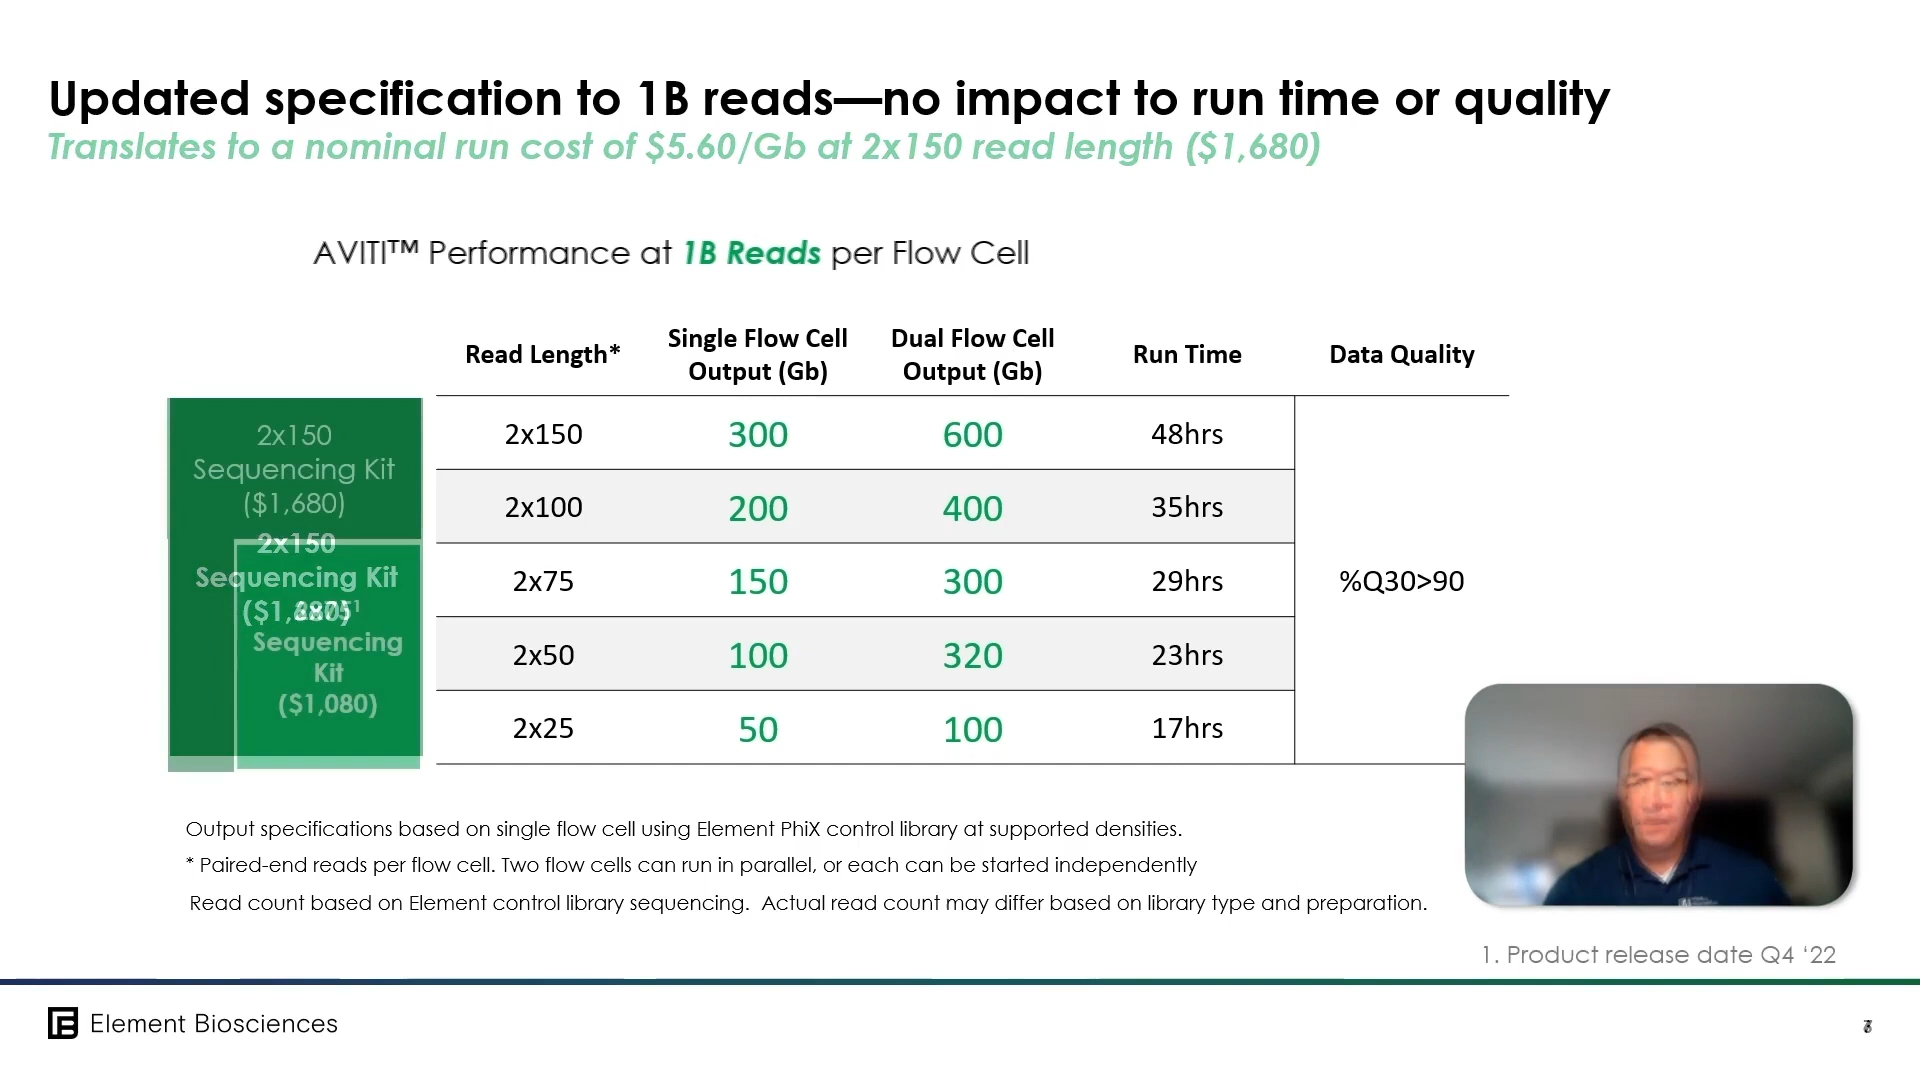 Updated specification to 1B reads—no impact to run time or quality
Translates to a nominal run cost of $5.60/Gb at 2x150 read length ($1,680)
AVITI™ Performance at 1B Reads per Flow Cell
Read Length* Single Flow Cell Output (Gb) Dual Flow Cell Output (Gb) Run Time Data Quality
2x150 300 600 48hrs
2x100 200 400 35hrs
2x75 150 300 29hrs %Q30>90
2x50 100 320 23hrs
2x25 50 100 17hrs
2x150
Sequencing Kit
($1,680)
2x150
Sequencing Kit
Sequencing
Kit
($1,080)
Output specifications based on single flow cell using Element PhiX control library at supported densities.
* Paired-end reads per flow cell. Two flow cells can run in parallel, or each can be started independently
Read count based on Element control library sequencing. Actual read count may differ based on library type and preparation.
1. Product release date Q4 ‘22
Element Biosciences